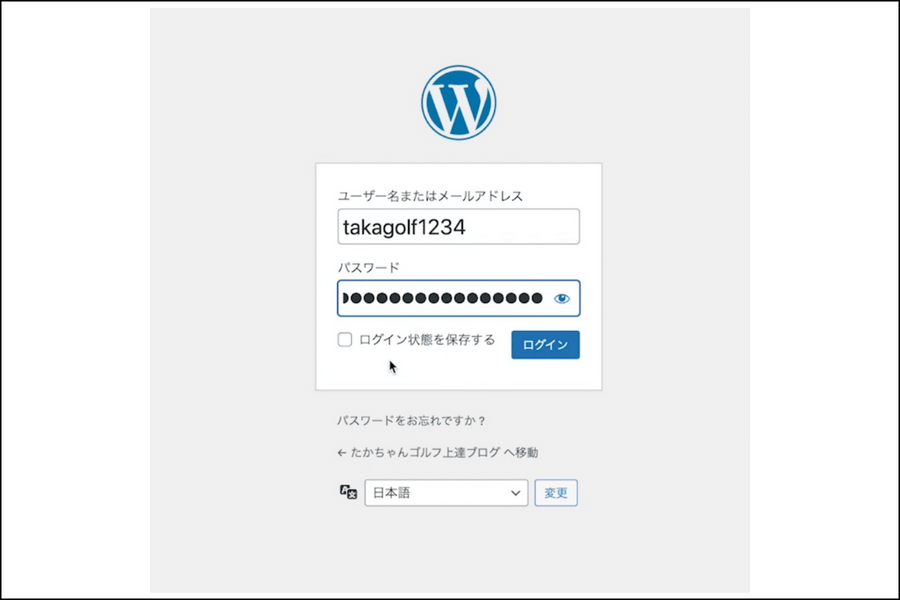 ユーザー名またはメールアドレス
takagolf1234
パスワード
ログイン状態を保存する
ログイン
パスワードをお忘れですか？
← たかちゃんゴルフ上達ブログ へ移動
日本語
変更